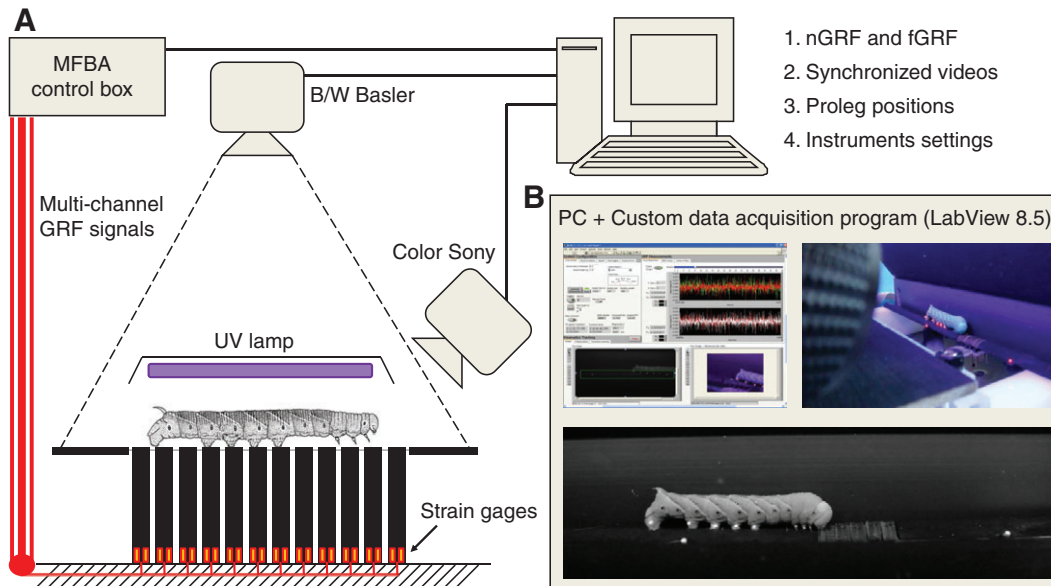 A
MFBA
control box
B/W Basler
1. nGRF and fGRF
2. Synchronized videos
3. Proleg positions
4. Instruments settings
Multi-channel
GRF signals
Color Sony
UV lamp
Strain gages
B
PC + Custom data acquisition program (LabView 8.5)